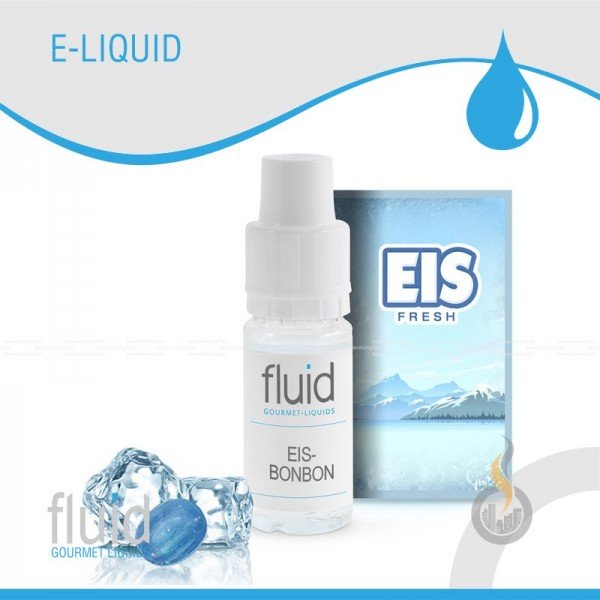 E-LIQUID
EIS
FRESH
fluid
GOURMET-LIQUIDS
EIS-
BONBON
fluid
GOURMET LIQUIDS